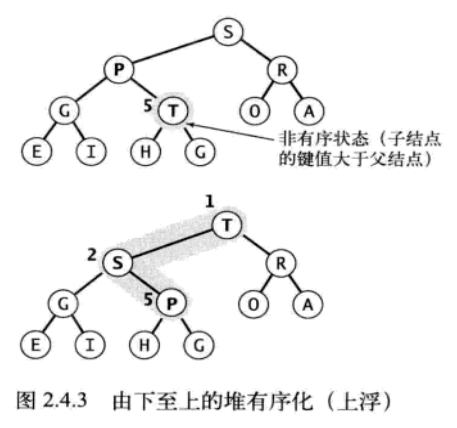 S
P R
G 5 T O A
E I H G
非有序状态（子结点
的键值大于父结点）
1 T
2 S R
G 5 P O A
E I H G
图 2.4.3 由下至上的堆有序化（上浮）